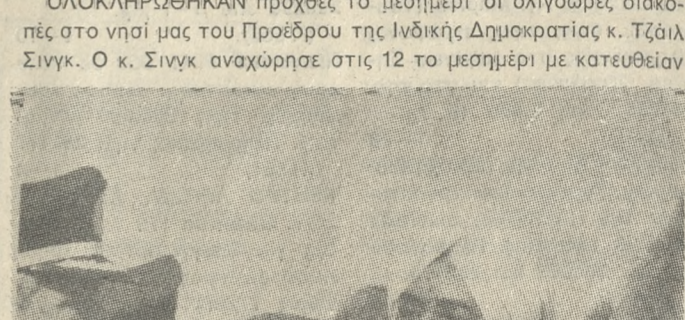 ΟΛΟΚΛΗΡΩΘΗΚΑΝ προχθές το μεσημέρι οι ολιγόωρες διακο-
πές στο νησί μας του Προέδρου της Ινδικής Δημοκρατίας κ. Τζάιλ
Σινγκ. Ο κ. Σινγκ αναχώρησε στις 12 το μεσημέρι με κατευθείαν